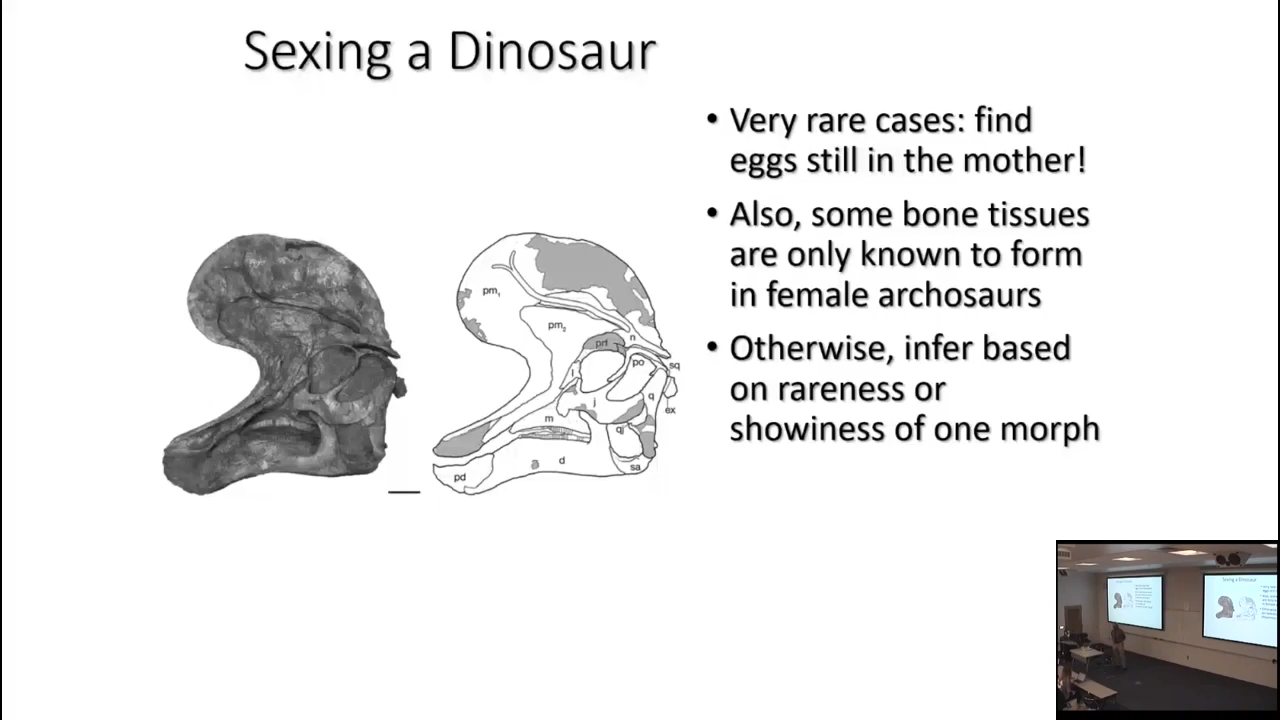 Sexing a Dinosaur
• Very rare cases: find
eggs still in the mother!
• Also, some bone tissues
are only known to form
in female archosaurs
• Otherwise, infer based
on rareness or
showiness of one morph
pm₁
pm₂
prf
n
po
sq
l
j
q
ex
m
qj
d
sa
pd
Sexing a Dinosaur